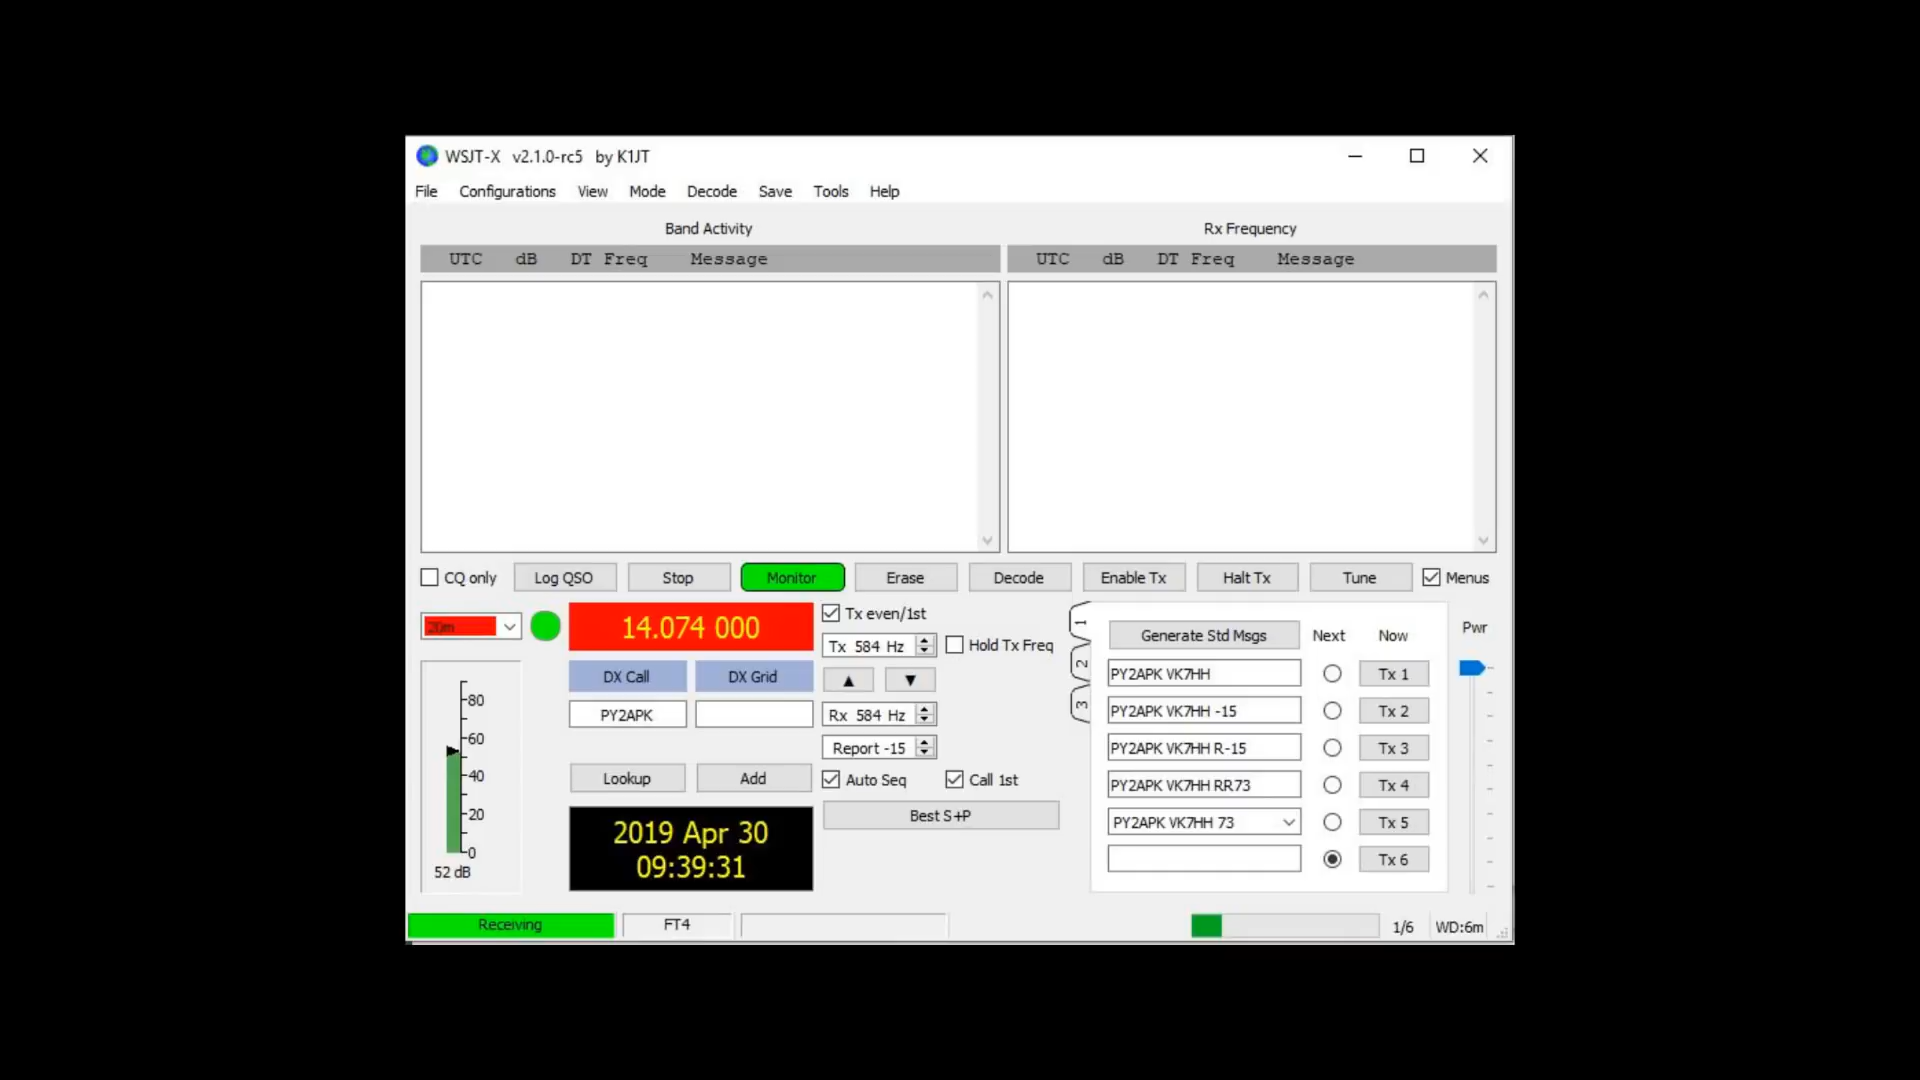 WSJT-X v2.1.0-rc5 by K1JT
File Configurations View Mode Decode Save Tools Help
Band Activity
Rx Frequency
UTC dB DT Freq Message
UTC dB DT Freq Message
CQ only
Log QSO
Stop
Monitor
Erase
Decode
Enable Tx
Halt Tx
Tune
Menus
20m
14.074 000
Tx even/1st
Tx 584 Hz
Hold Tx Freq
DX Call
DX Grid
PY2APK
Rx 584 Hz
Report -15
Lookup
Add
Auto Seq
Call 1st
Best S+P
2019 Apr 30
09:39:31
80
60
40
20
0
52 dB
1
2
3
Generate Std Msgs
Next
Now
PY2APK VK7HH
Tx 1
PY2APK VK7HH -15
Tx 2
PY2APK VK7HH R-15
Tx 3
PY2APK VK7HH RR73
Tx 4
PY2APK VK7HH 73
Tx 5
Tx 6
Pwr
Receiving
FT4
1/6
WD:6m